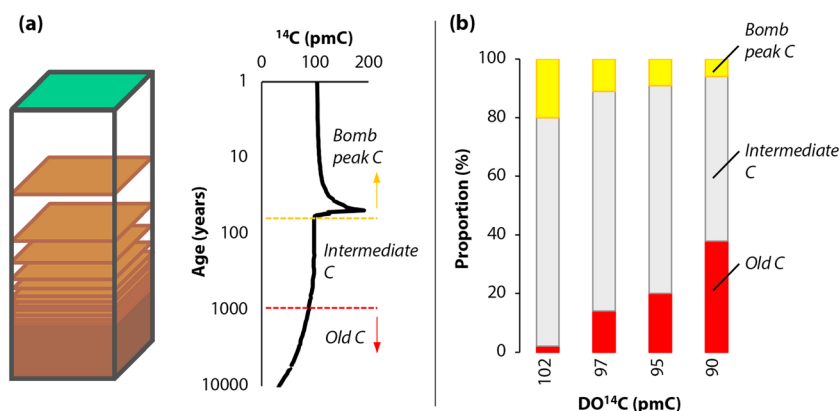 (a)
14C (pmC)
0 100 200
1
10
100
1000
10000
Age (years)
Bomb
peak C
Intermediate
C
Old C
(b)
100
80
60
40
20
0
Proportion (%)
Bomb
peak C
Intermediate
C
Old C
102 97 95 90
DO14C (pmC)